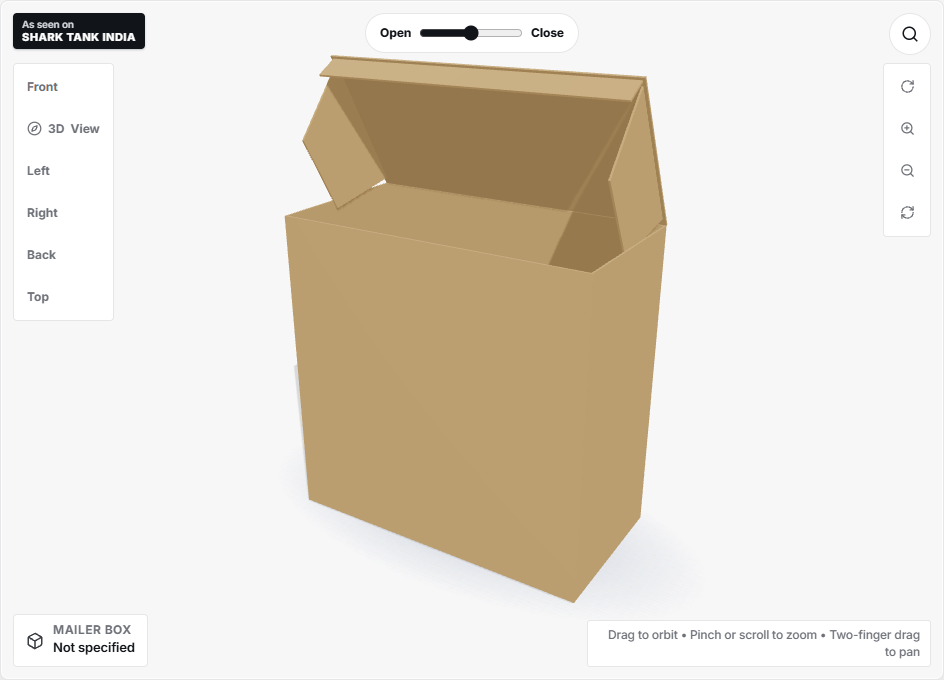 As seen on
SHARK TANK INDIA
Open
Close
Front
3D View
Left
Right
Back
Top
MAILER BOX
Not specified
Drag to orbit • Pinch or scroll to zoom • Two-finger drag
to pan